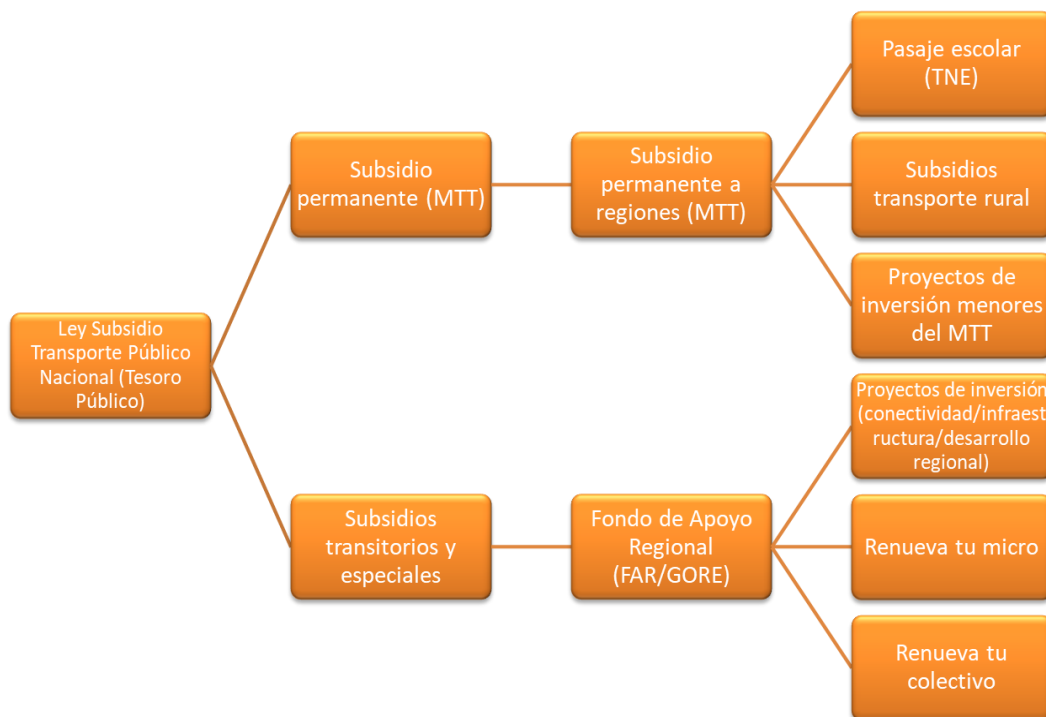 Ley Subsidio
Transporte Público
Nacional (Tesoro
Público)
Subsidio
permanente (MTT)
Subsidio
permanente a
regiones (MTT)
Pasaje escolar
(TNE)
Subsidios
transporte rural
Proyectos de
inversión menores
del MTT
Subsidios
transitorios y
especiales
Fondo de Apoyo
Regional
(FAR/GORE)
Proyectos de inversión
(conectividad/infraest
ructura/desarrollo
regional)
Renueva tu micro
Renueva tu
colectivo